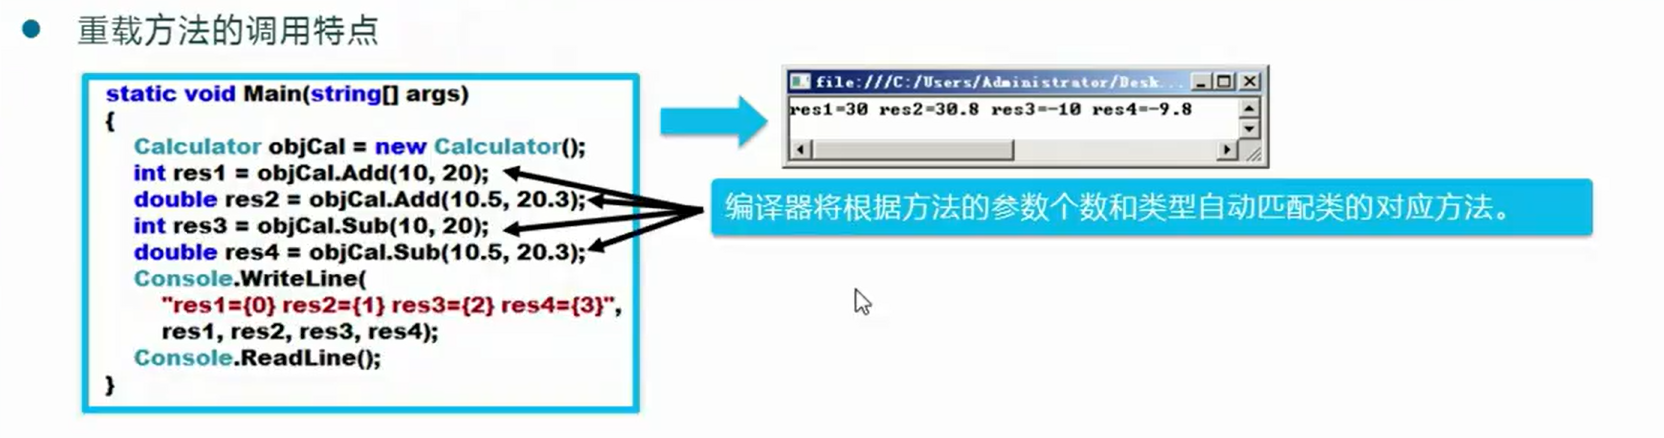 重载方法的调用特点
static void Main(string[] args)
{
Calculator objCal = new Calculator();
int res1 = objCal.Add(10, 20);
double res2 = objCal.Add(10.5, 20.3);
int res3 = objCal.Sub(10, 20);
double res4 = objCal.Sub(10.5, 20.3);
Console.WriteLine(
"res1={0} res2={1} res3={2} res4={3}",
res1, res2, res3, res4);
Console.ReadLine();
}
file:///C:/Users/Administrator/Desk...
res1=30 res2=30.8 res3=-10 res4=-9.8
编译器将根据方法的参数个数和类型自动匹配类的对应方法。